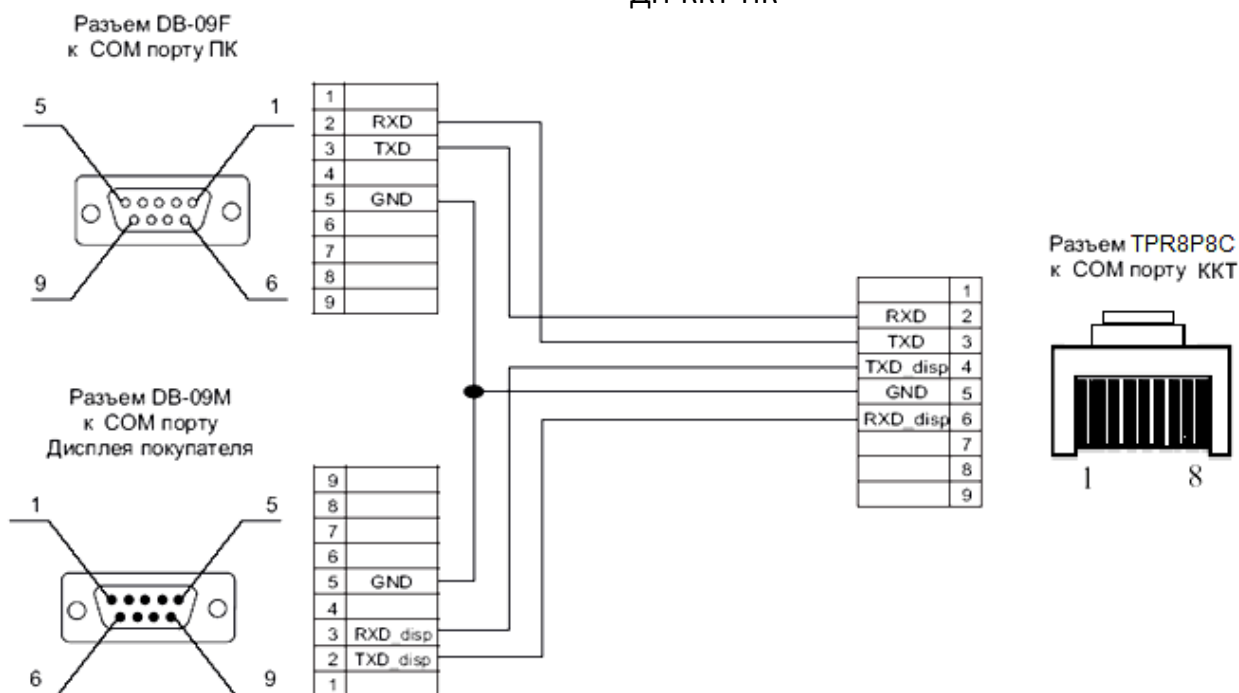 ДП-ККТ-ПК
Разъем DB-09F
к COM порту ПК
5
1
9
6
1
2 RXD
3 TXD
4
5 GND
6
7
8
9
Разъем DB-09M
к COM порту
Дисплея покупателя
1
5
6
9
9
8
7
6
5 GND
4
3 RXD_disp
2 TXD_disp
1
1
RXD 2
TXD 3
TXD_disp 4
GND 5
RXD_disp 6
7
8
9
Разъем TPR8P8C
к COM порту ККТ
1
8